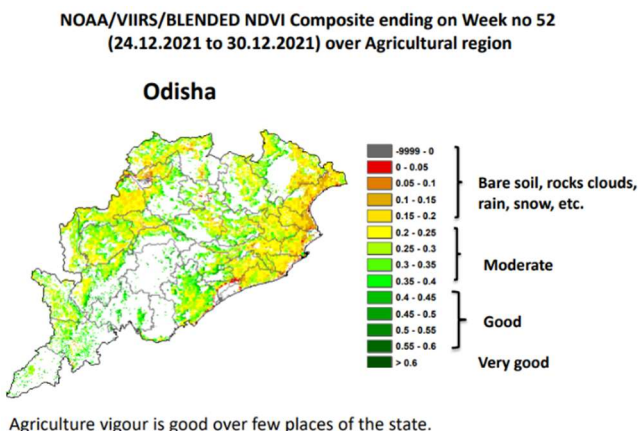 NOAA/VIIRS/BLENDED NDVI Composite ending on Week no 52
(24.12.2021 to 30.12.2021) over Agricultural region
Odisha
-9999 - 0
0 - 0.05
0.05 - 0.1
0.1 - 0.15
0.15 - 0.2
0.2 - 0.25
0.25 - 0.3
0.3 - 0.35
0.35 - 0.4
0.4 - 0.45
0.45 - 0.5
0.5 - 0.55
0.55 - 0.6
> 0.6
Bare soil, rocks clouds,
rain, snow, etc.
Moderate
Good
Very good
Agriculture vigour is good over few places of the state.